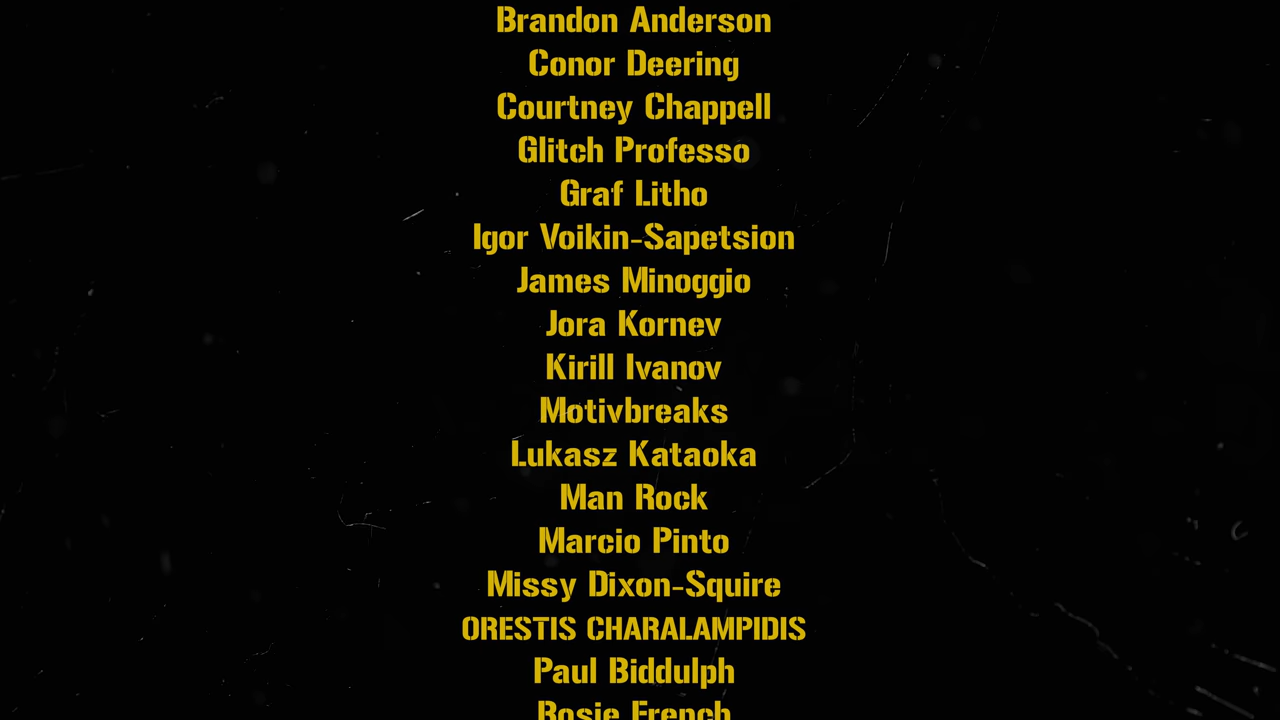 Brandon Anderson
Conor Deering
Courtney Chappell
Glitch Professo
Graf Litho
Igor Voikin-Sapetsion
James Minoggio
Jora Kornev
Kirill Ivanov
Motivbreaks
Lukasz Kataoka
Man Rock
Marcio Pinto
Missy Dixon-Squire
ORESTIS CHARALAMPIDIS
Paul Biddulph
Rosie French